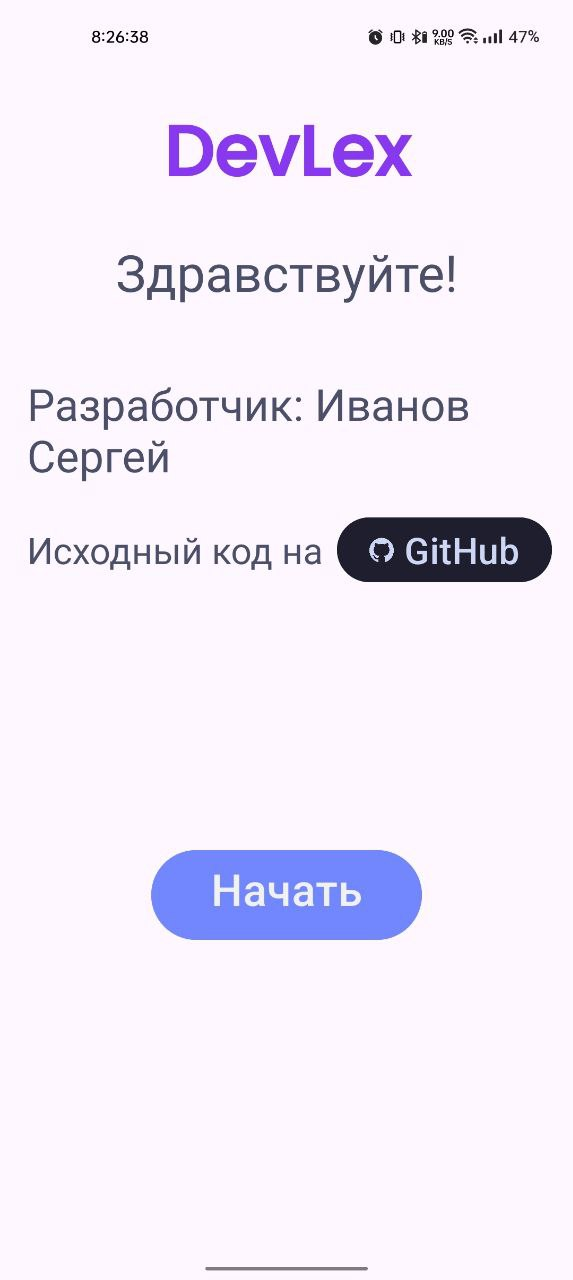 8:26:38 9.00 KB/S 47%
DevLex
Здравствуйте!
Разработчик: Иванов
Сергей
Исходный код на GitHub
Начать